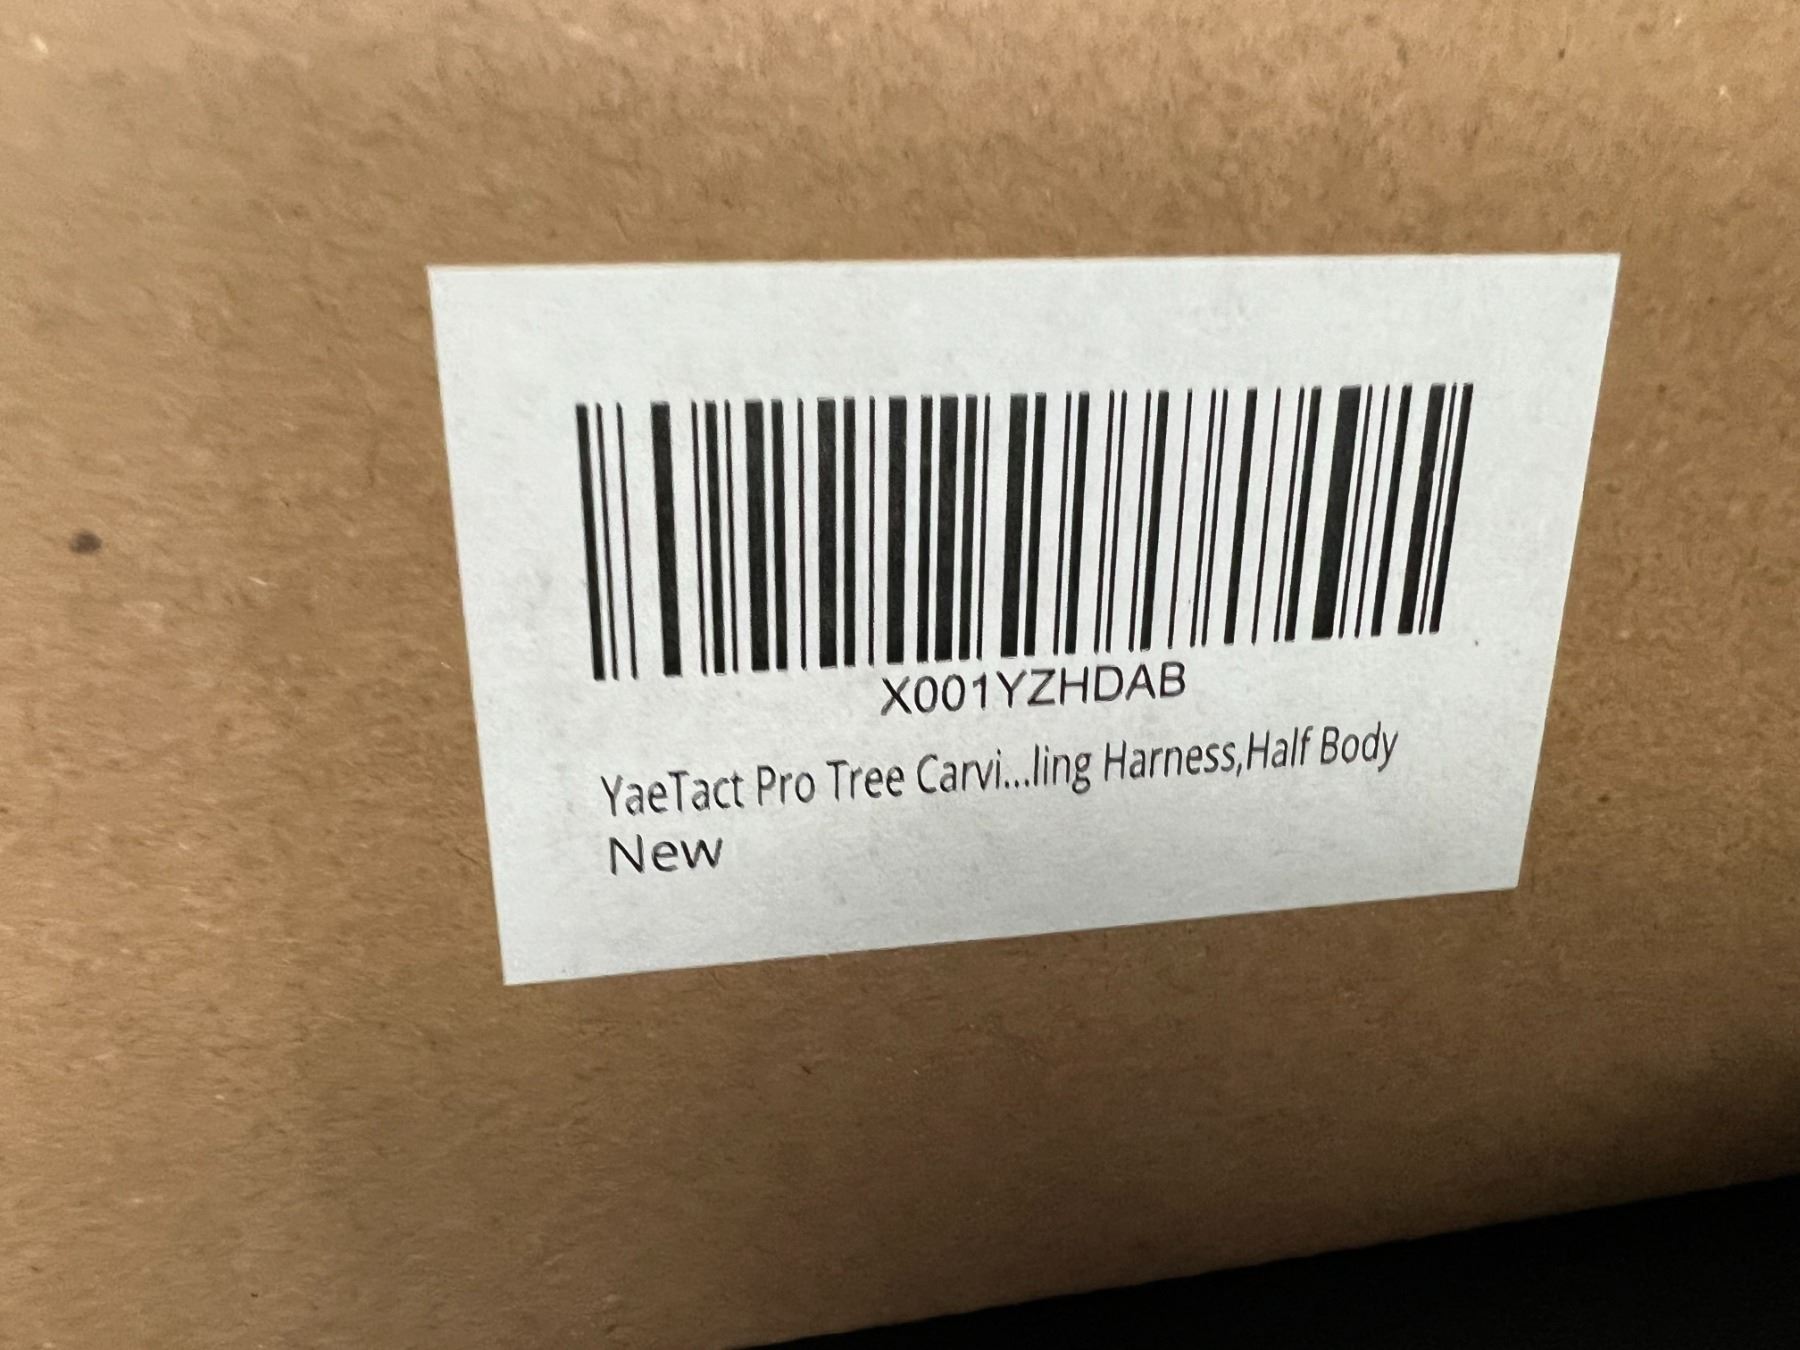 X001YZHDAB
YaeTact Pro Tree Carvi...ling Harness,Half Body
New